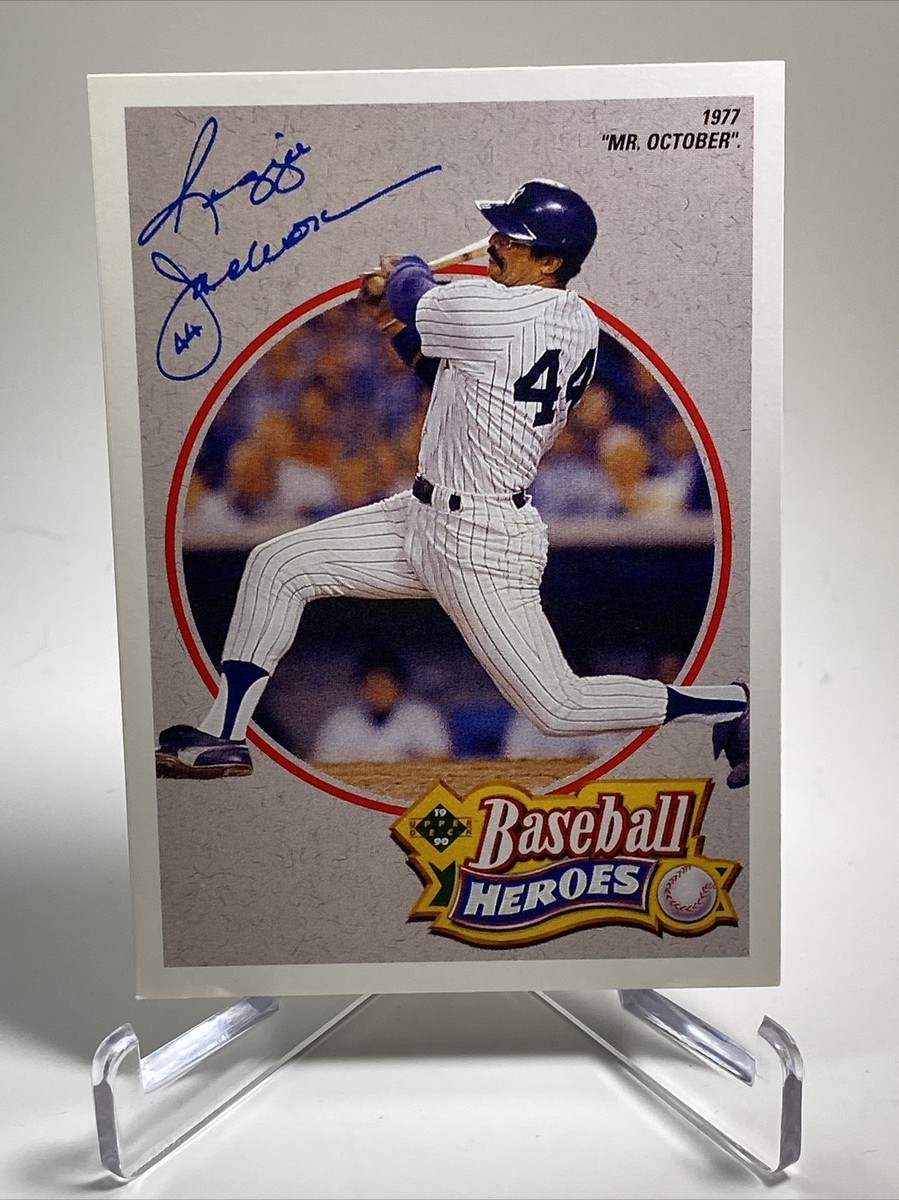 1977
"MR. OCTOBER".
Reggie
Jackson
44
44
19
UPPER
DECK
90
Baseball
HEROES